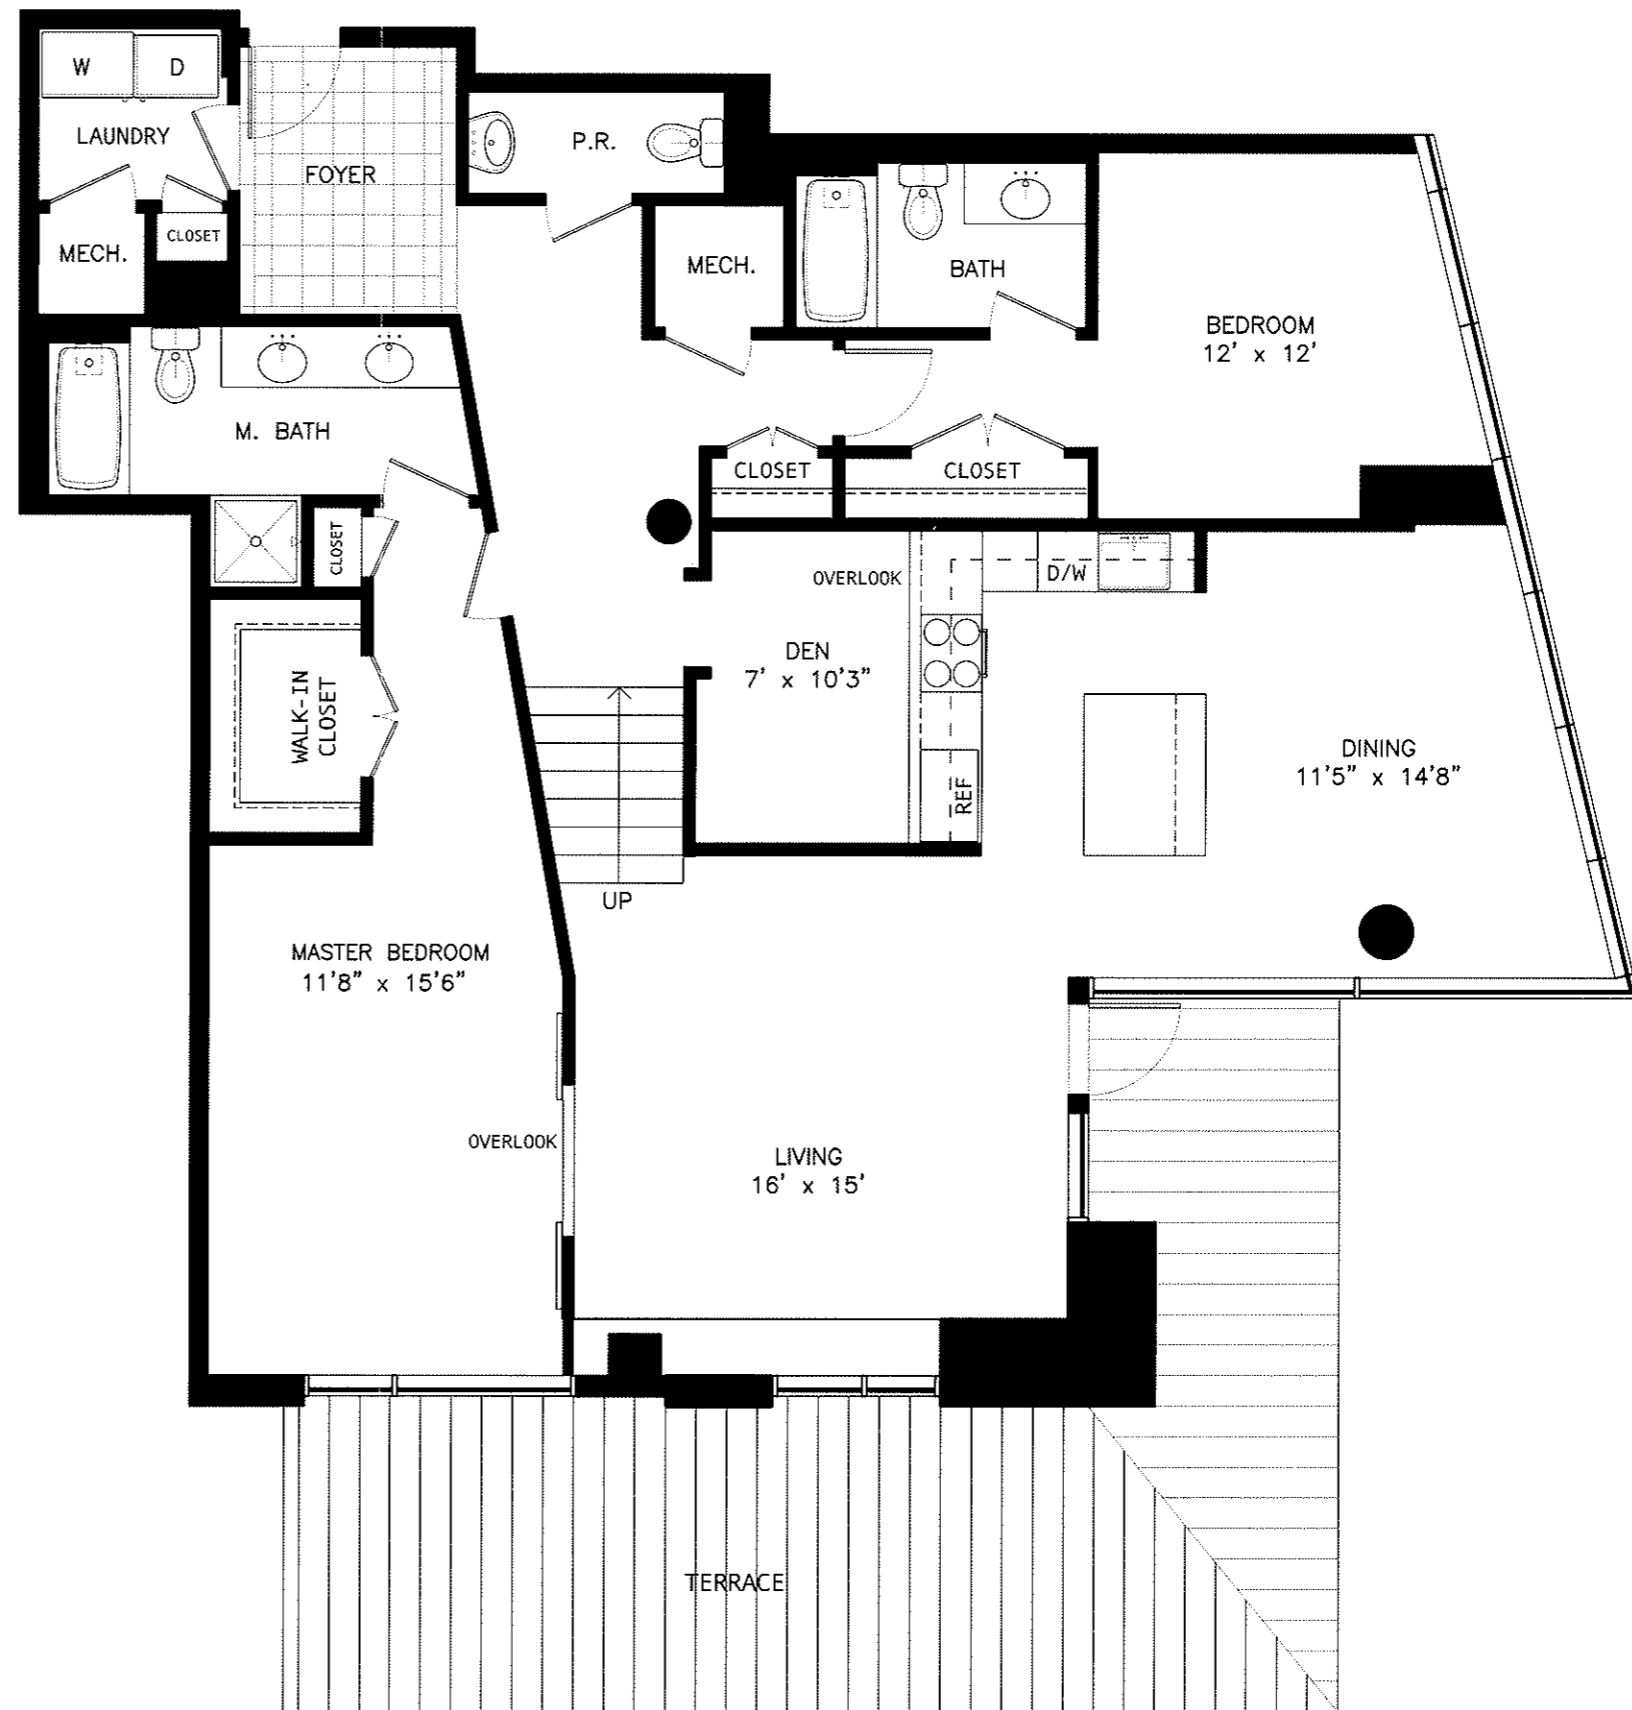 W
D
LAUNDRY
FOYER
P.R.
MECH.
CLOSET
MECH.
BATH
BEDROOM
12' x 12'
M. BATH
CLOSET
CLOSET
CLOSET
OVERLOOK
D/W
DEN
7' x 10'3"
WALK-IN
CLOSET
REF
DINING
11'5" x 14'8"
UP
MASTER BEDROOM
11'8" x 15'6"
OVERLOOK
LIVING
16' x 15'
TERRACE